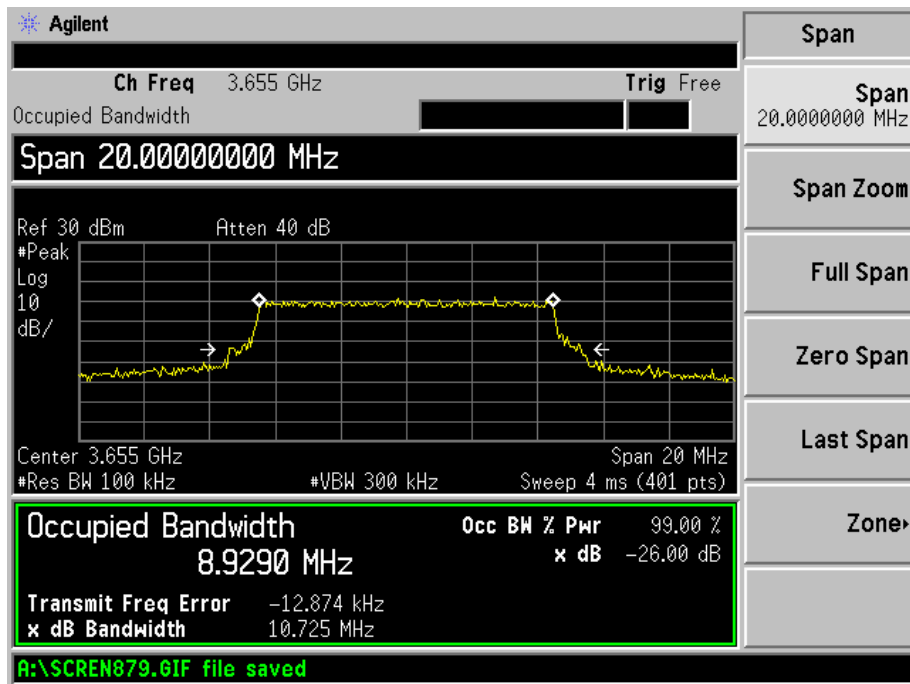 Agilent
Ch Freq 3.655 GHz Trig Free
Occupied Bandwidth
Span 20.00000000 MHz
Ref 30 dBm Atten 40 dB
#Peak
Log
10
dB/
Center 3.655 GHz Span 20 MHz
#Res BW 100 kHz #VBW 300 kHz Sweep 4 ms (401 pts)
Occupied Bandwidth Occ BW % Pwr 99.00 %
8.9290 MHz x dB -26.00 dB
Transmit Freq Error -12.874 kHz
x dB Bandwidth 10.725 MHz
A:\SCREN879.GIF file saved
Span
Span
20.0000000 MHz
Span Zoom
Full Span
Zero Span
Last Span
Zone